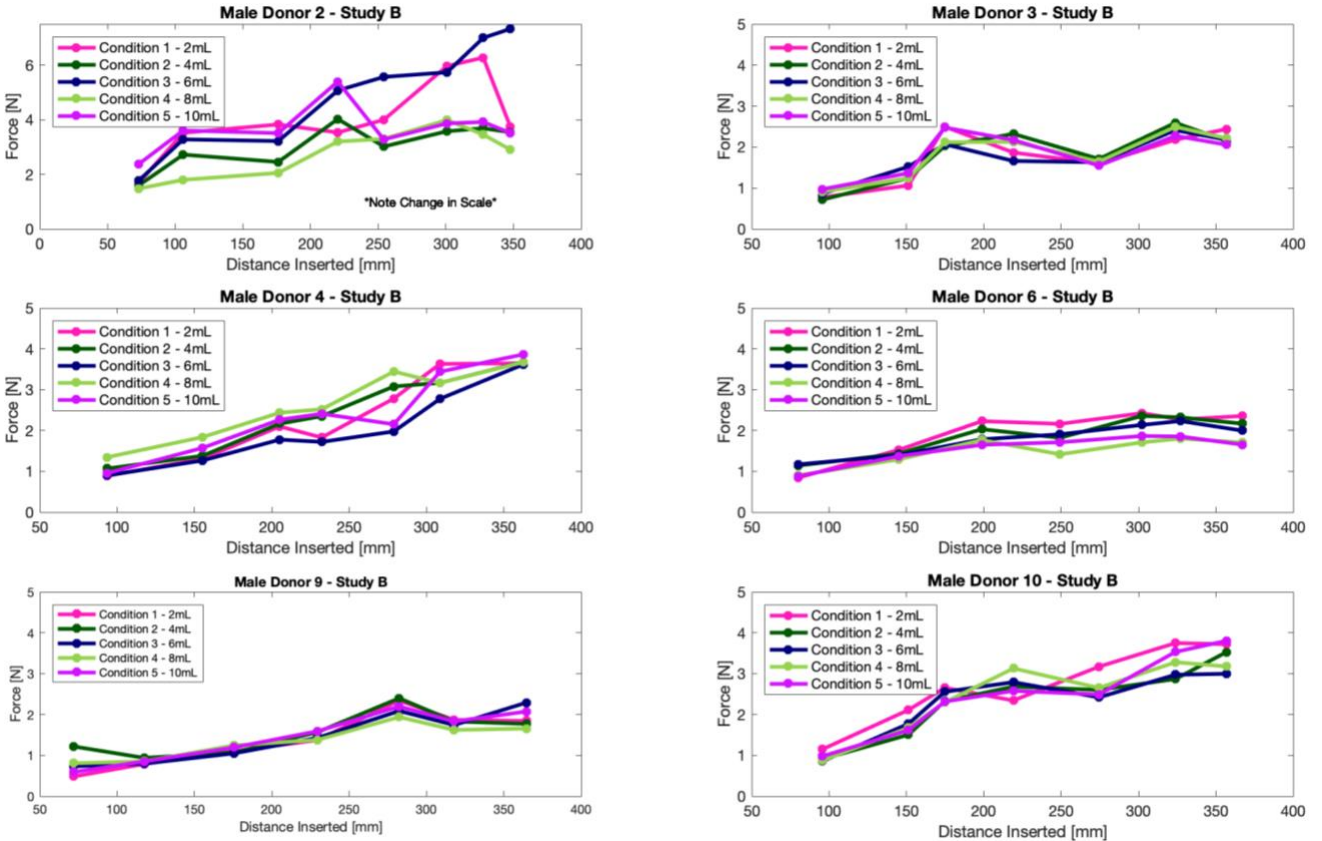 Male Donor 2 - Study B
Force [N]
6
4
2
0
Condition 1 - 2mL
Condition 2 - 4mL
Condition 3 - 6mL
Condition 4 - 8mL
Condition 5 - 10mL
*Note Change in Scale*
0 50 100 150 200 250 300 350 400
Distance Inserted [mm]
Male Donor 3 - Study B
Force [N]
5
4
3
2
1
0
Condition 1 - 2mL
Condition 2 - 4mL
Condition 3 - 6mL
Condition 4 - 8mL
Condition 5 - 10mL
50 100 150 200 250 300 350 400
Distance Inserted [mm]
Male Donor 4 - Study B
Force [N]
5
4
3
2
1
0
Condition 1 - 2mL
Condition 2 - 4mL
Condition 3 - 6mL
Condition 4 - 8mL
Condition 5 - 10mL
50 100 150 200 250 300 350 400
Distance Inserted [mm]
Male Donor 6 - Study B
Force [N]
5
4
3
2
1
0
Condition 1 - 2mL
Condition 2 - 4mL
Condition 3 - 6mL
Condition 4 - 8mL
Condition 5 - 10mL
50 100 150 200 250 300 350 400
Distance Inserted [mm]
Male Donor 9 - Study B
Force [N]
5
4
3
2
1
0
Condition 1 - 2mL
Condition 2 - 4mL
Condition 3 - 6mL
Condition 4 - 8mL
Condition 5 - 10mL
50 100 150 200 250 300 350 400
Distance Inserted [mm]
Male Donor 10 - Study B
Force [N]
5
4
3
2
1
0
Condition 1 - 2mL
Condition 2 - 4mL
Condition 3 - 6mL
Condition 4 - 8mL
Condition 5 - 10mL
50 100 150 200 250 300 350 400
Distance Inserted [mm]